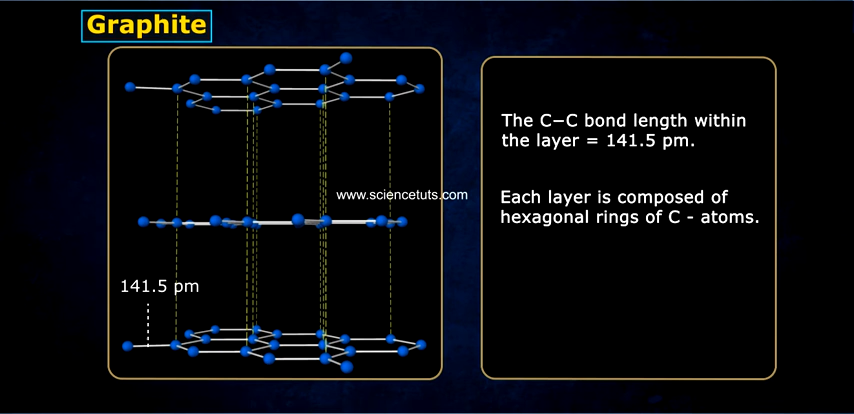 Graphite
The C−C bond length within
the layer = 141.5 pm.
www.sciencetuts.com
Each layer is composed of
hexagonal rings of C - atoms.
141.5 pm